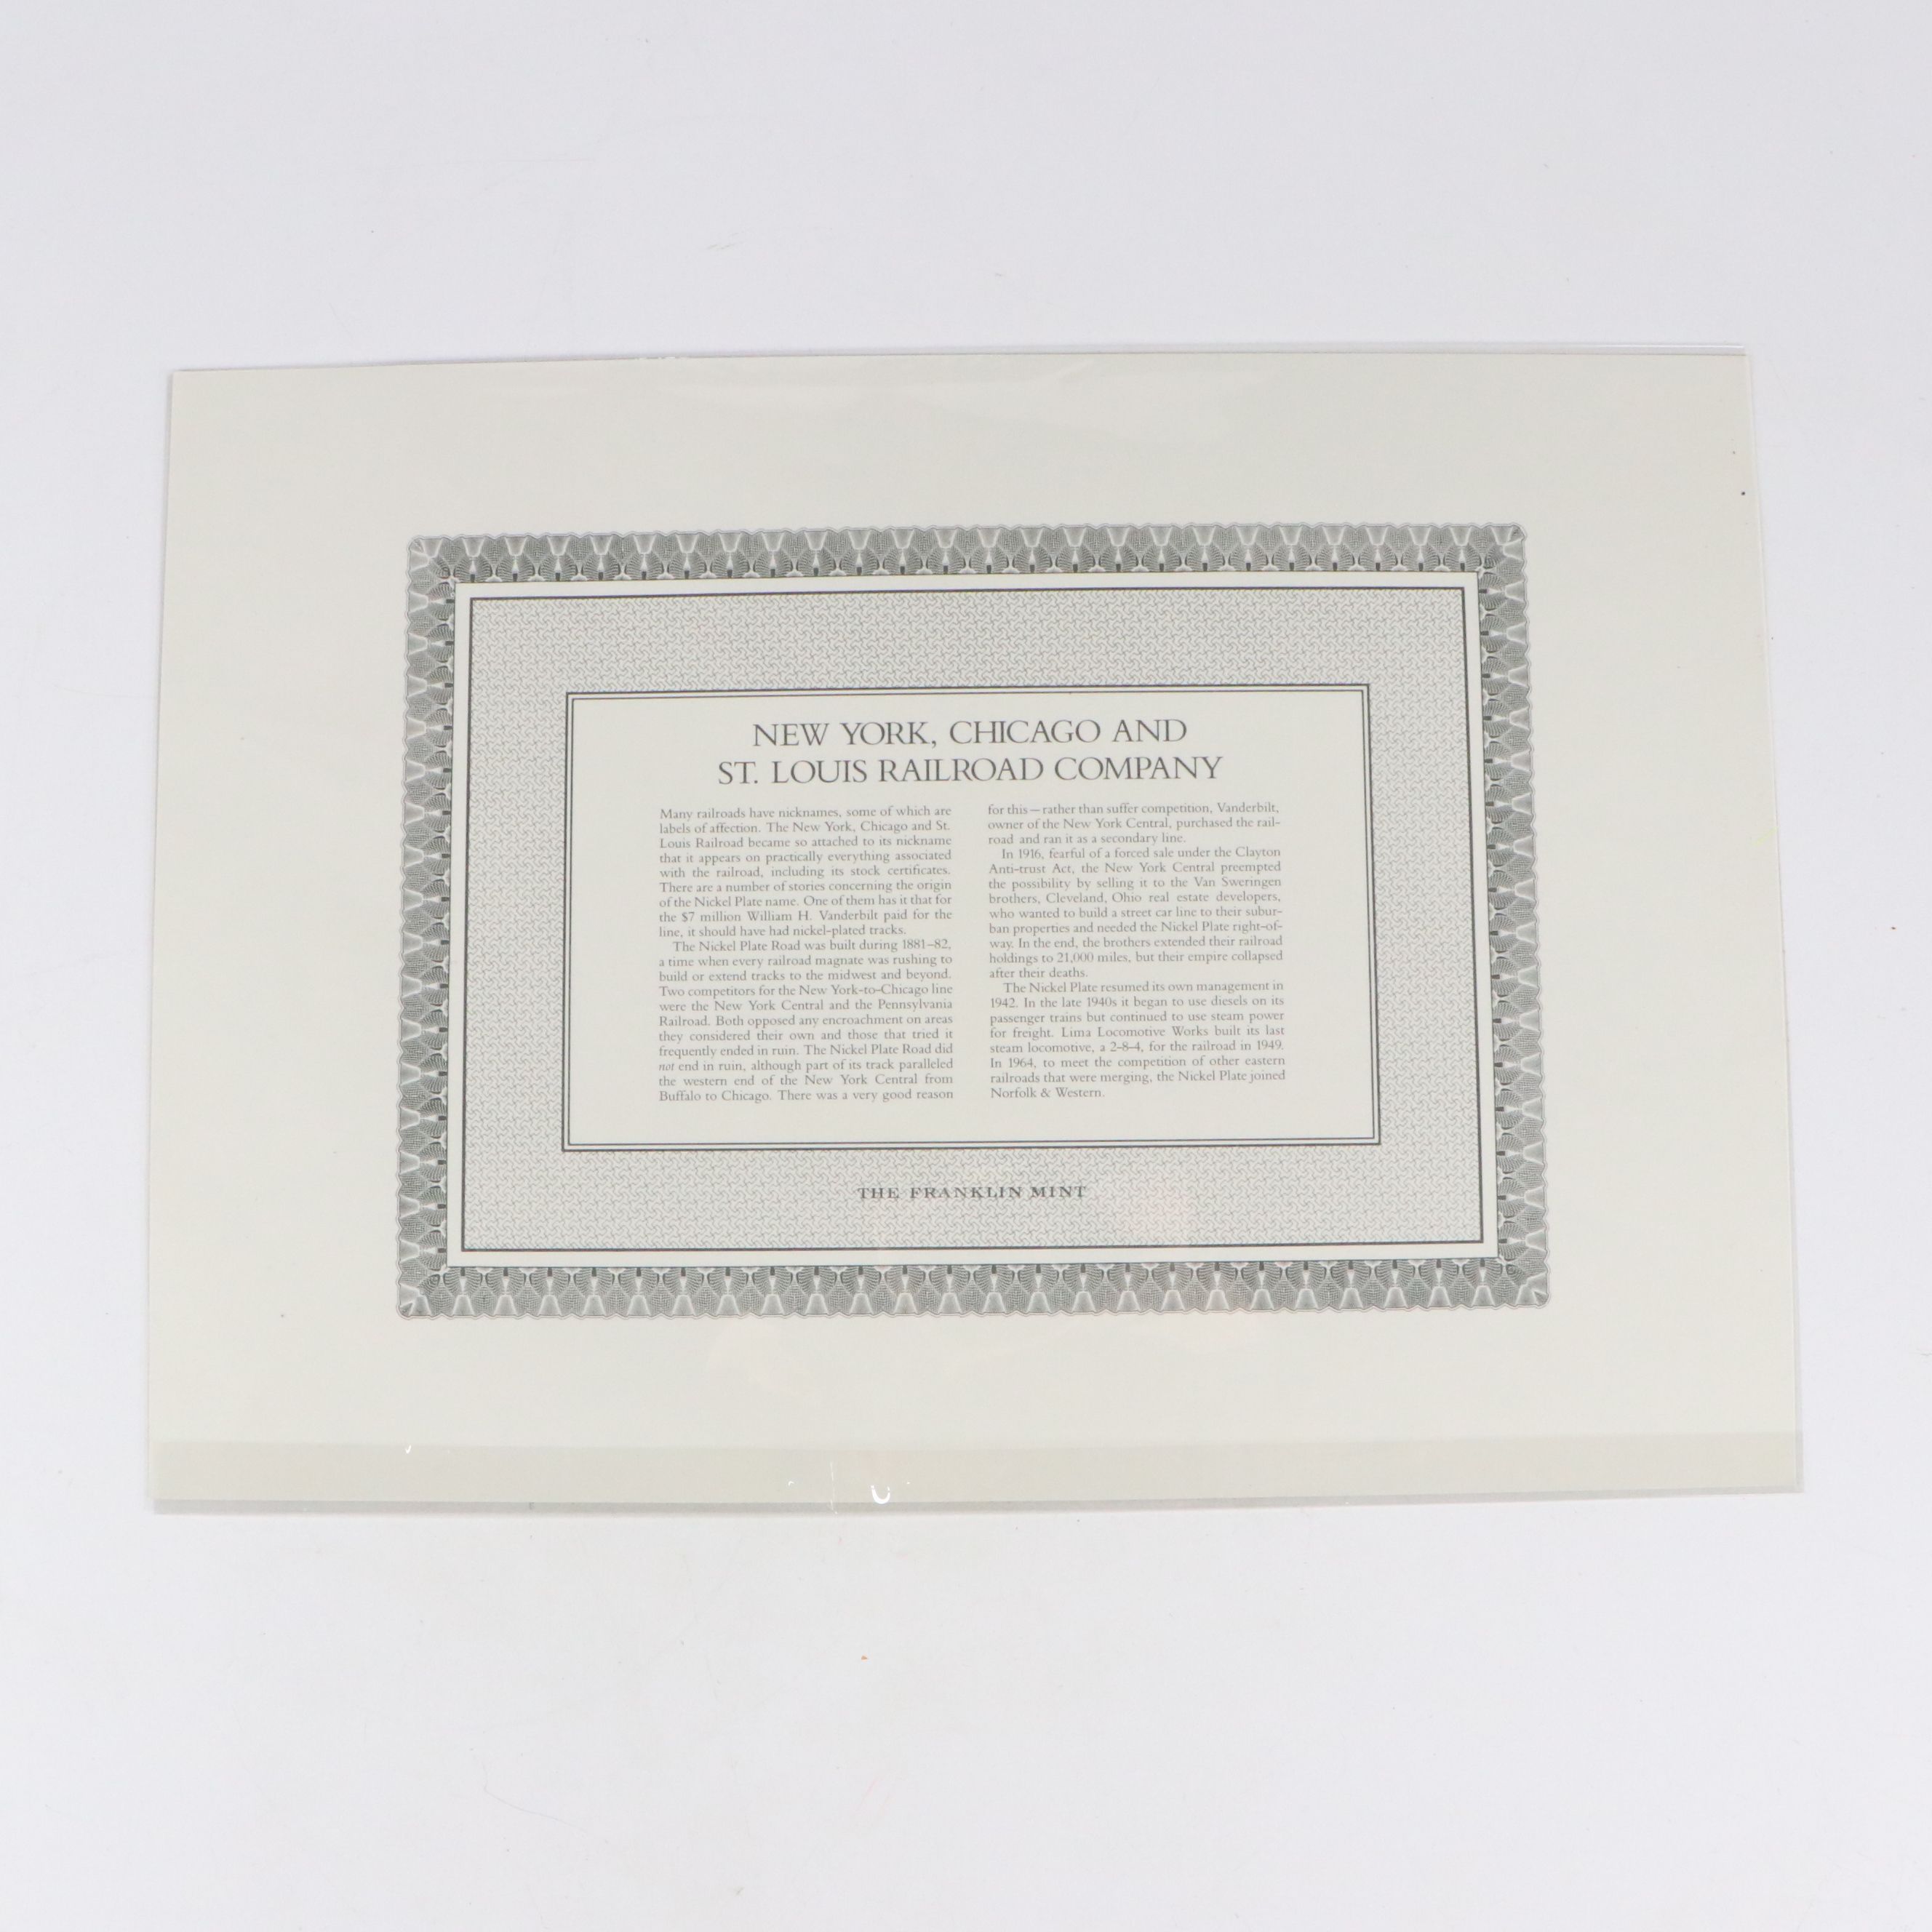 NEW YORK, CHICAGO AND
ST. LOUIS RAILROAD COMPANY
Many railroads have nicknames, some of which are
labels of affection. The New York, Chicago and St.
Louis Railroad became so attached to its nickname
that it appears on practically everything associated
with the railroad, including its stock certificates.
There are a number of stories concerning the origin
of the Nickel Plate name. One of them has it that for
the $7 million William H. Vanderbilt paid for the
line, it should have had nickel-plated tracks.
The Nickel Plate Road was built during 1881–82,
a time when every railroad magnate was rushing to
build or extend tracks to the midwest and beyond.
Two competitors for the New York-to-Chicago line
were the New York Central and the Pennsylvania
Railroad. Both opposed any encroachment on areas
they considered their own and those that tried it
frequently ended in ruin. The Nickel Plate Road did
not end in ruin, although part of its track paralleled
the western end of the New York Central from
Buffalo to Chicago. There was a very good reason
for this—rather than suffer competition, Vanderbilt,
owner of the New York Central, purchased the rail-
road and ran it as a secondary line.
In 1916, fearful of a forced sale under the Clayton
Anti-trust Act, the New York Central preempted
the possibility by selling it to the Van Sweringen
brothers, Cleveland, Ohio real estate developers,
who wanted to build a street car line to their subur-
ban properties and needed the Nickel Plate right-of-
way. In the end, the brothers extended their railroad
holdings to 21,000 miles, but their empire collapsed
after their deaths.
The Nickel Plate resumed its own management in
1942. In the late 1940s it began to use diesels on its
passenger trains but continued to use steam power
for freight. Lima Locomotive Works built its last
steam locomotive, a 2-8-4, for the railroad in 1949.
In 1964, to meet the competition of other eastern
railroads that were merging, the Nickel Plate joined
Norfolk & Western.
THE FRANKLIN MINT